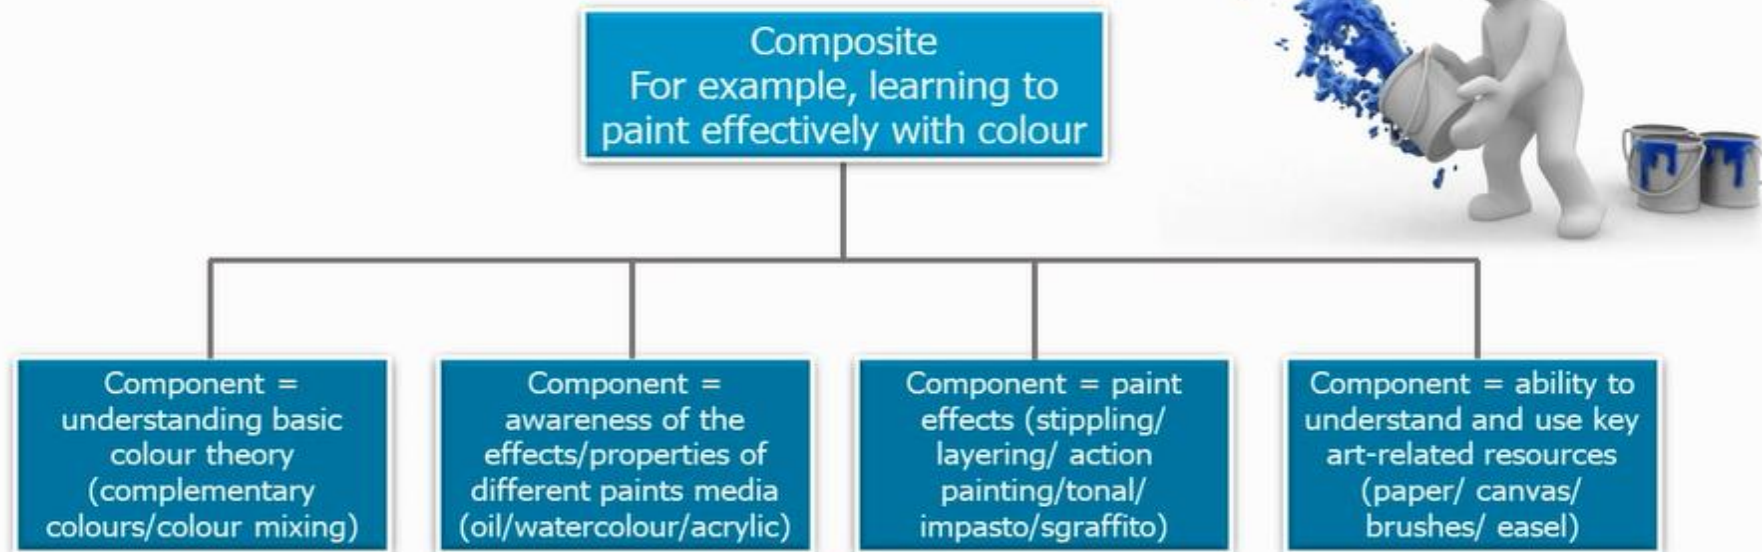 Composite
For example, learning to
paint effectively with colour
Component =
understanding basic
colour theory
(complementary
colours/colour mixing)
Component =
awareness of the
effects/properties of
different paints media
(oil/watercolour/acrylic)
Component = paint
effects (stippling/
layering/ action
painting/tonal/
impasto/sgraffito)
Component = ability to
understand and use key
art-related resources
(paper/ canvas/
brushes/ easel)